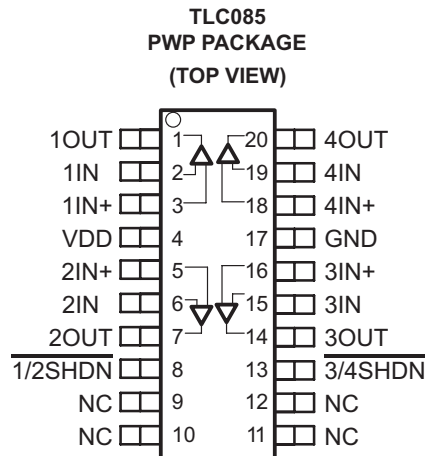 TLC085
PWP PACKAGE
(TOP VIEW)
1OUT 1 20 4OUT
1IN 2 19 4IN
1IN+ 3 18 4IN+
VDD 4 17 GND
2IN+ 5 16 3IN+
2IN 6 15 3IN
2OUT 7 14 3OUT
1/2SHDN 8 13 3/4SHDN
NC 9 12 NC
NC 10 11 NC